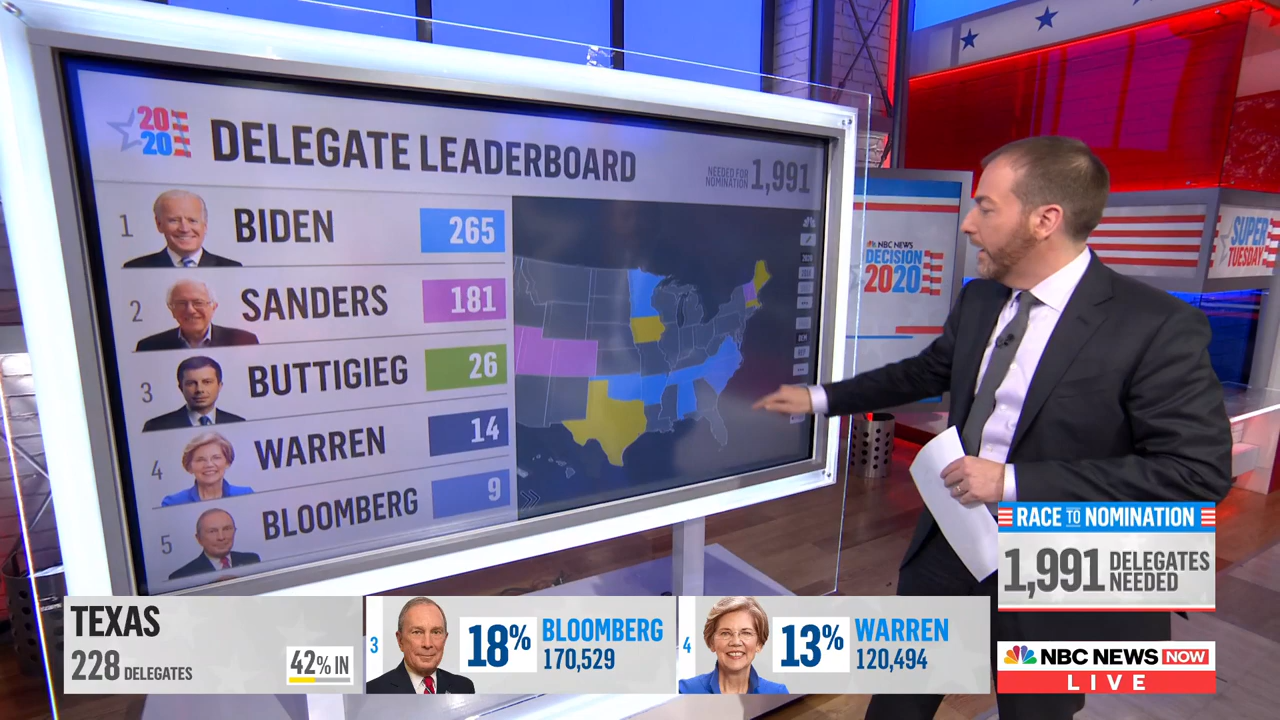 2020
DELEGATE LEADERBOARD
NEEDED FOR
NOMINATION
1,991
1 BIDEN 265
2 SANDERS 181
3 BUTTIGIEG 26
4 WARREN 14
5 BLOOMBERG 9
NBC NEWS
DECISION
2020
SUPER
TUESDAY
RACE TO NOMINATION
1,991 DELEGATES
NEEDED
TEXAS
228 DELEGATES
42% IN
3 18% BLOOMBERG
170,529
4 13% WARREN
120,494
NBC NEWS NOW
LIVE